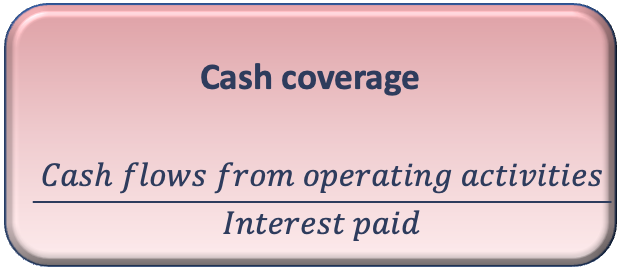 Cash coverage
Cash flows from operating activities
Interest paid